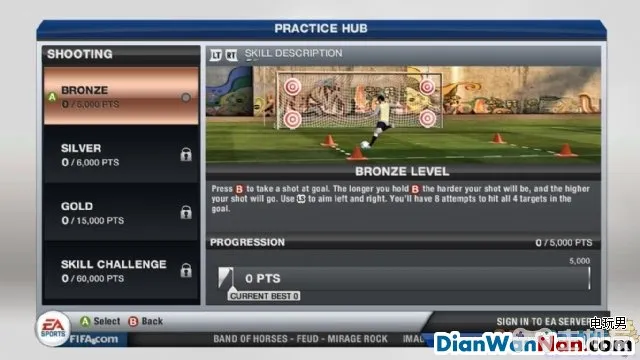 PRACTICE HUB
SHOOTING
LT RT SKILL DESCRIPTION
A BRONZE
0 / 5,000 PTS
SILVER
0 / 6,000 PTS
GOLD
0 / 15,000 PTS
SKILL CHALLENGE
0 / 60,000 PTS
BRONZE LEVEL
Press B to take a shot at goal. The longer you hold B the harder your shot will be, and the higher
your shot will go. Use LS to aim left and right. You'll have 8 attempts to hit all 4 targets in the
goal.
PROGRESSION 0 / 5,000 PTS
5,000
0 PTS
CURRENT BEST 0
EA SPORTS
A Select B Back
SIGN IN TO EA SERVER
FIFA.com
BAND OF HORSES - FEUD - MIRAGE ROCK
电玩男
DianWanNan.com